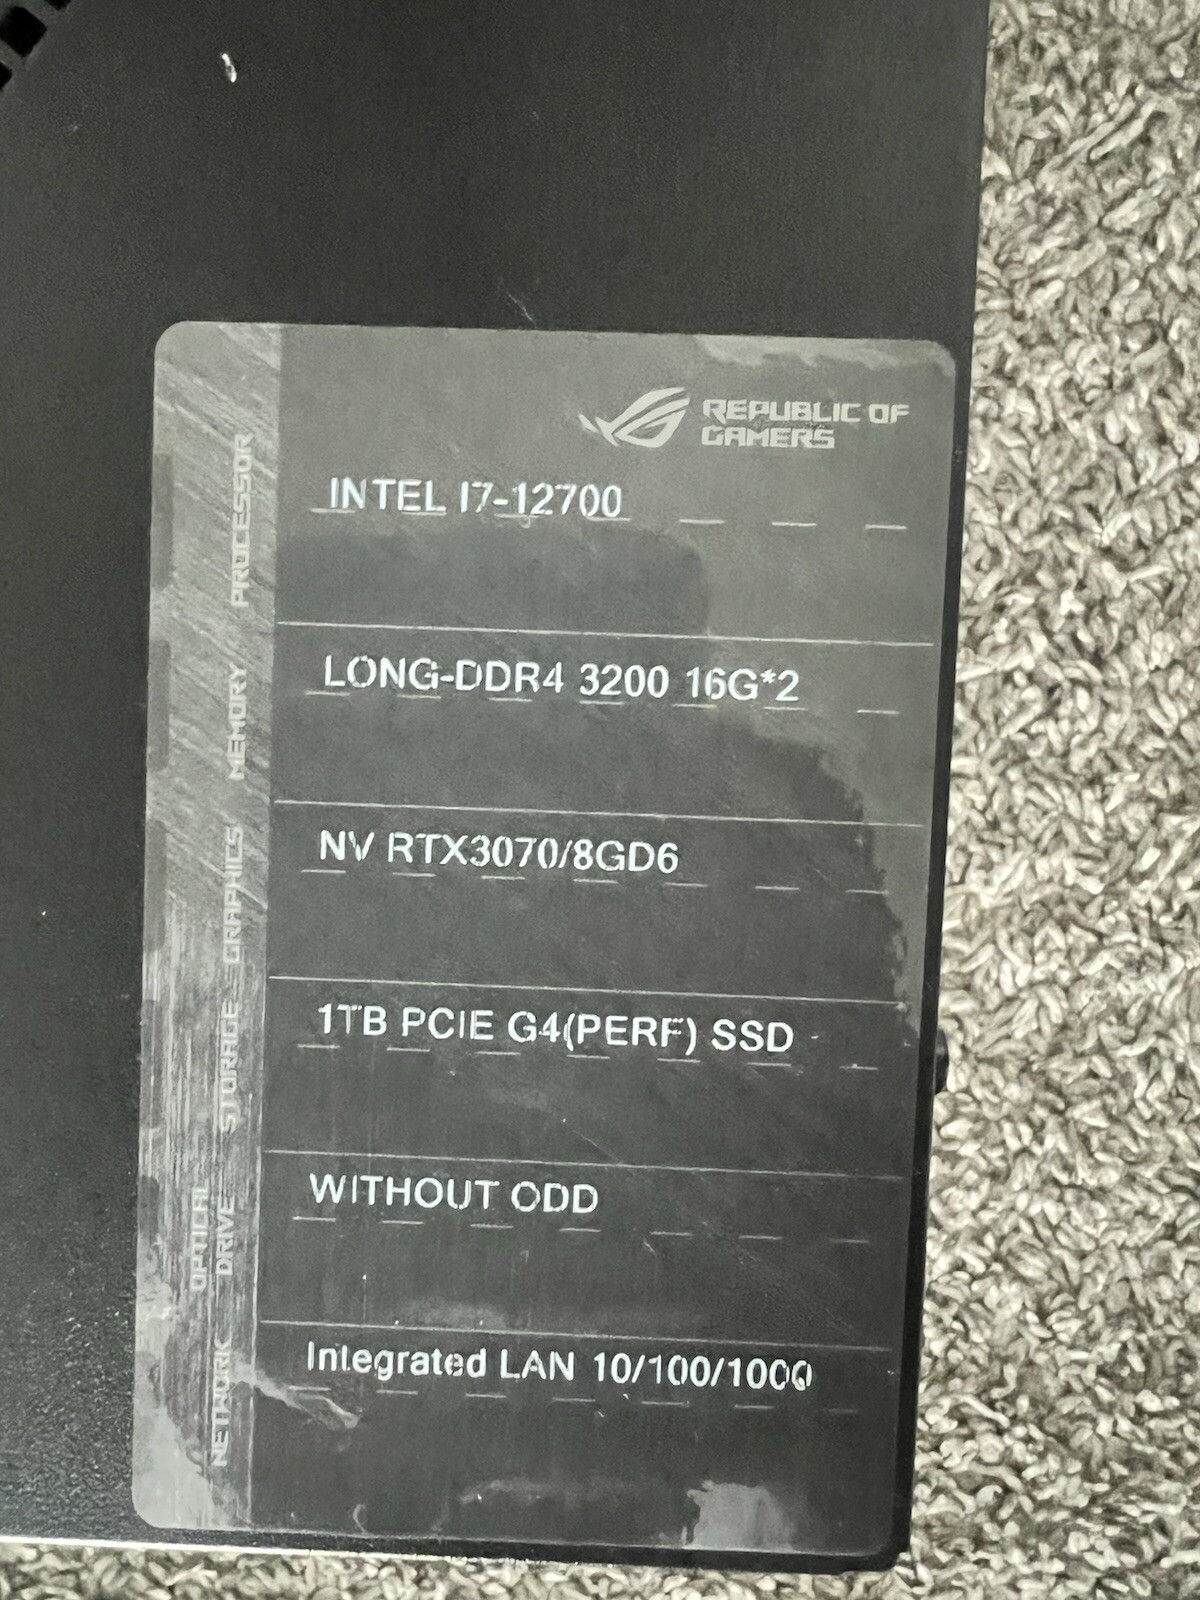 REPUBLIC OF
GAMERS
PROCESSOR
INTEL I7-12700
MEMORY
LONG-DDR4 3200 16G*2
GRAPHICS
NV RTX3070/8GD6
STORAGE
1TB PCIE G4(PERF) SSD
OPTICAL
DRIVE
WITHOUT ODD
NETWORK
Integrated LAN 10/100/1000